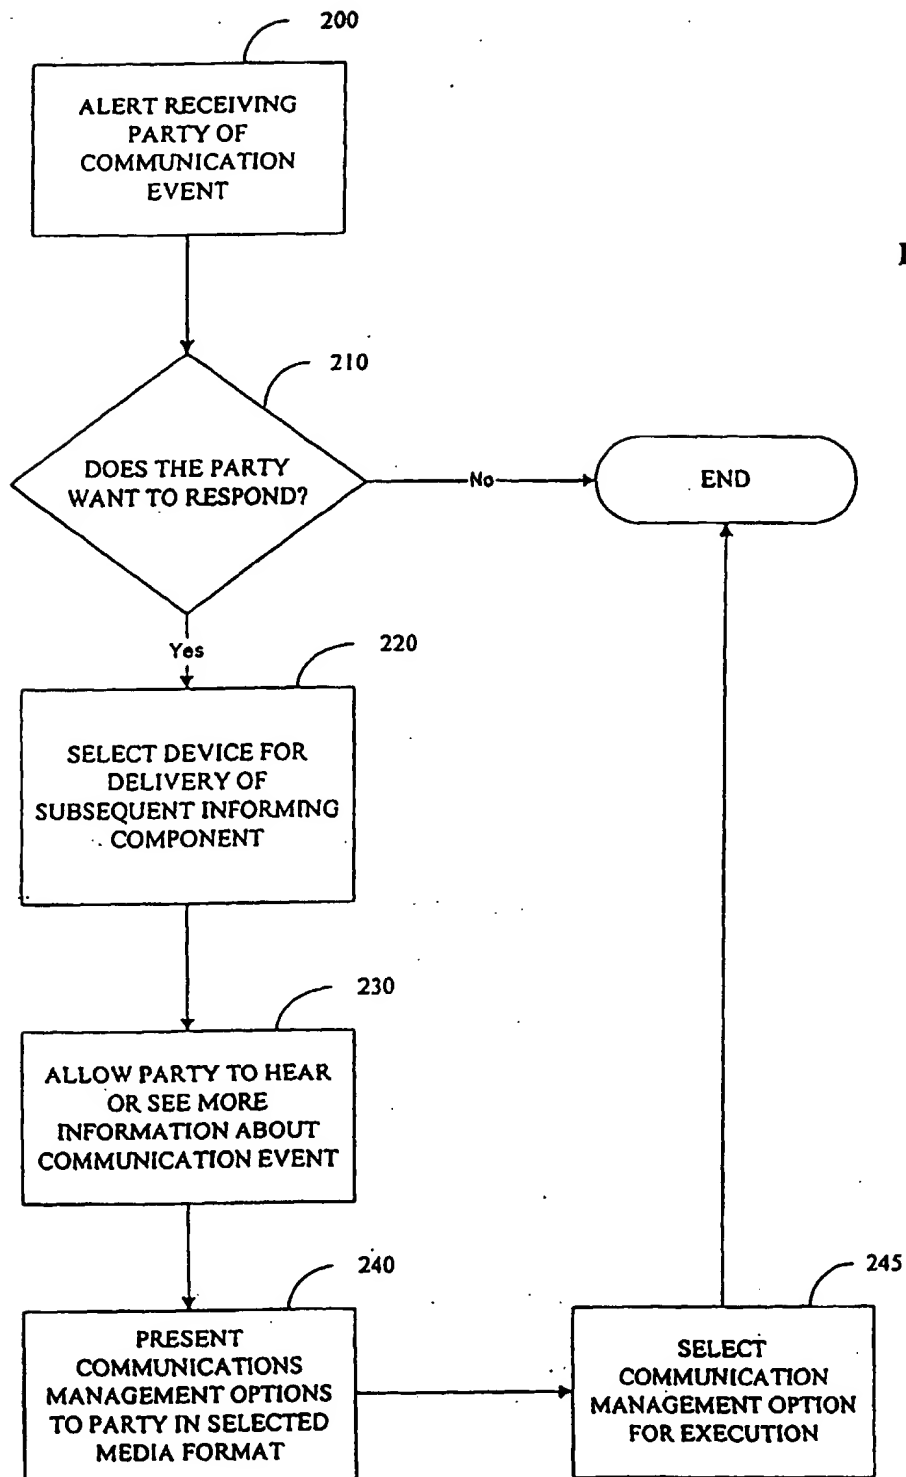 200
ALERT RECEIVING
PARTY OF
COMMUNICATION
EVENT
210
DOES THE PARTY
WANT TO RESPOND?
No
END
Yes
220
SELECT DEVICE FOR
DELIVERY OF
SUBSEQUENT INFORMING
COMPONENT
230
ALLOW PARTY TO HEAR
OR SEE MORE
INFORMATION ABOUT
COMMUNICATION EVENT
240
PRESENT
COMMUNICATIONS
MANAGEMENT OPTIONS
TO PARTY IN SELECTED
MEDIA FORMAT
245
SELECT
COMMUNICATION
MANAGEMENT OPTION
FOR EXECUTION